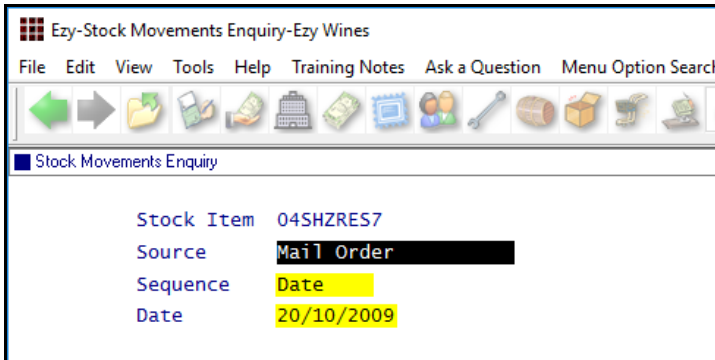 Ezy-Stock Movements Enquiry-Ezy Wines
File Edit View Tools Help Training Notes Ask a Question Menu Option Search
Stock Movements Enquiry
Stock Item 04SHZRES7
Source Mail Order
Sequence Date
Date 20/10/2009